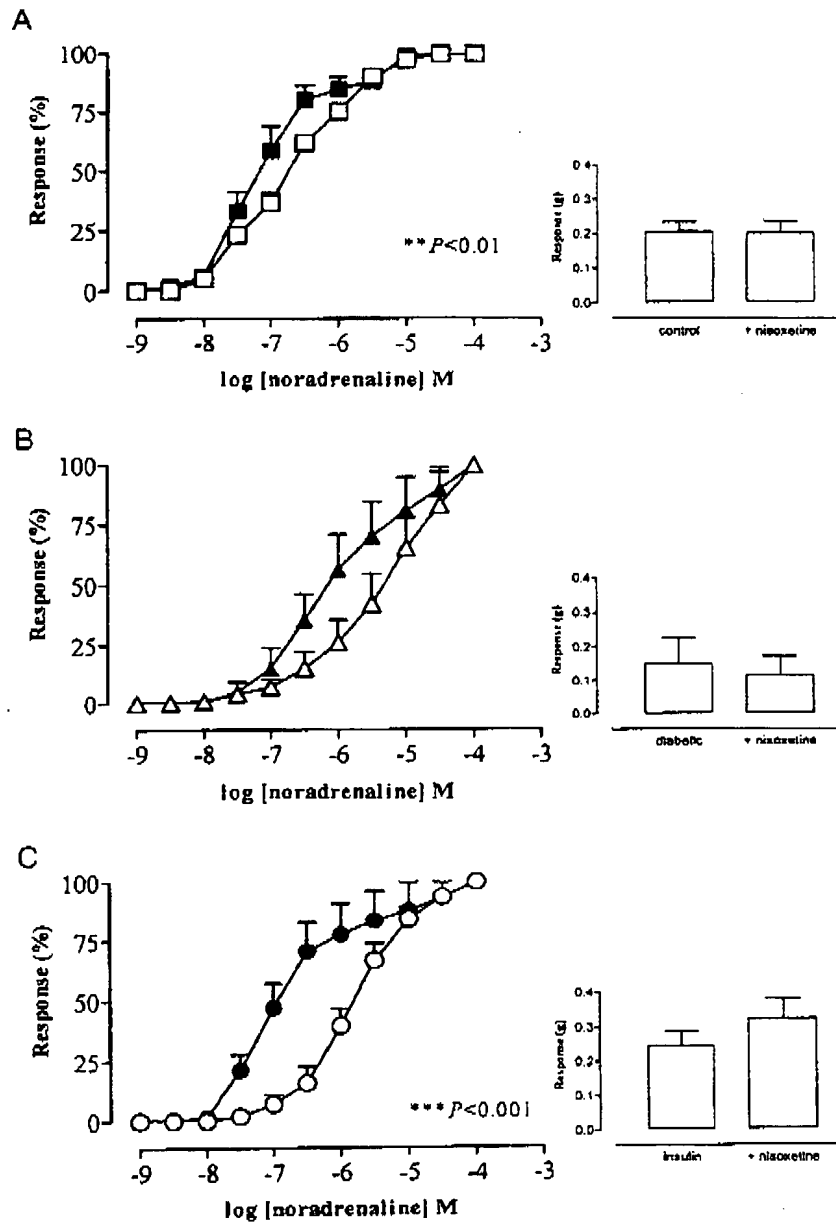 A
100
75
50
25
0
Response (%)
**P<0.01
-9 -8 -7 -6 -5 -4 -3
log [noradrenaline] M
0.4
0.3
0.2
0.1
0.0
Response (g)
control + nisoxetine
B
100
75
50
25
0
Response (%)
-9 -8 -7 -6 -5 -4 -3
log [noradrenaline] M
0.4
0.3
0.2
0.1
0.0
Response (g)
diabetic + nisoxetine
C
100
75
50
25
0
Response (%)
***P<0.001
-9 -8 -7 -6 -5 -4 -3
log [noradrenaline] M
0.4
0.3
0.2
0.1
0.0
Response (g)
insulin + nisoxetine